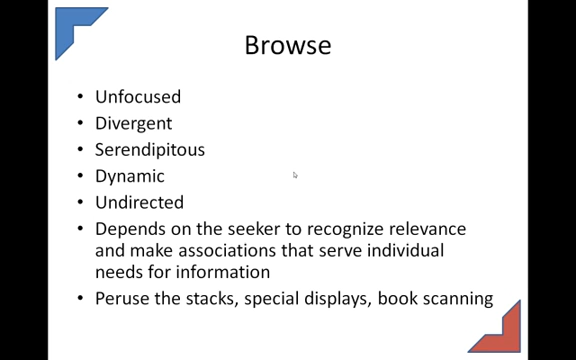 Browse
• Unfocused
• Divergent
• Serendipitous
• Dynamic
• Undirected
• Depends on the seeker to recognize relevance
and make associations that serve individual
needs for information
• Peruse the stacks, special displays, book scanning